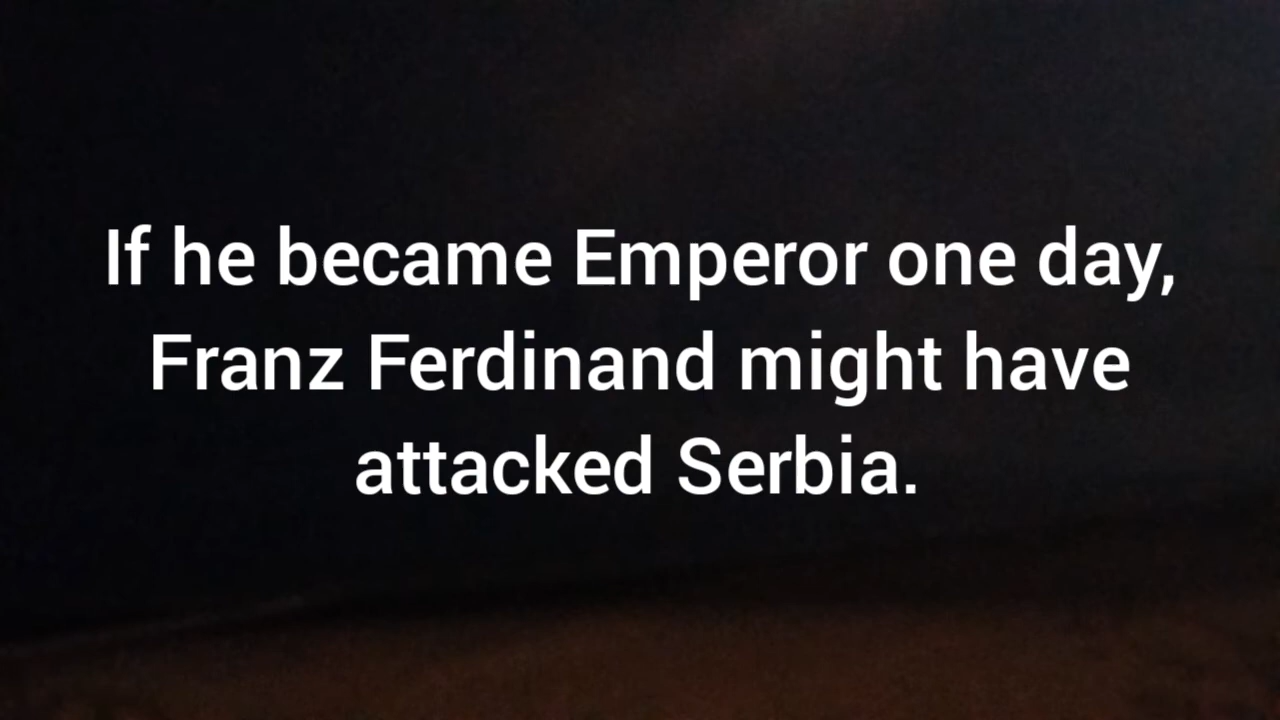 If he became Emperor one day,
Franz Ferdinand might have
attacked Serbia.